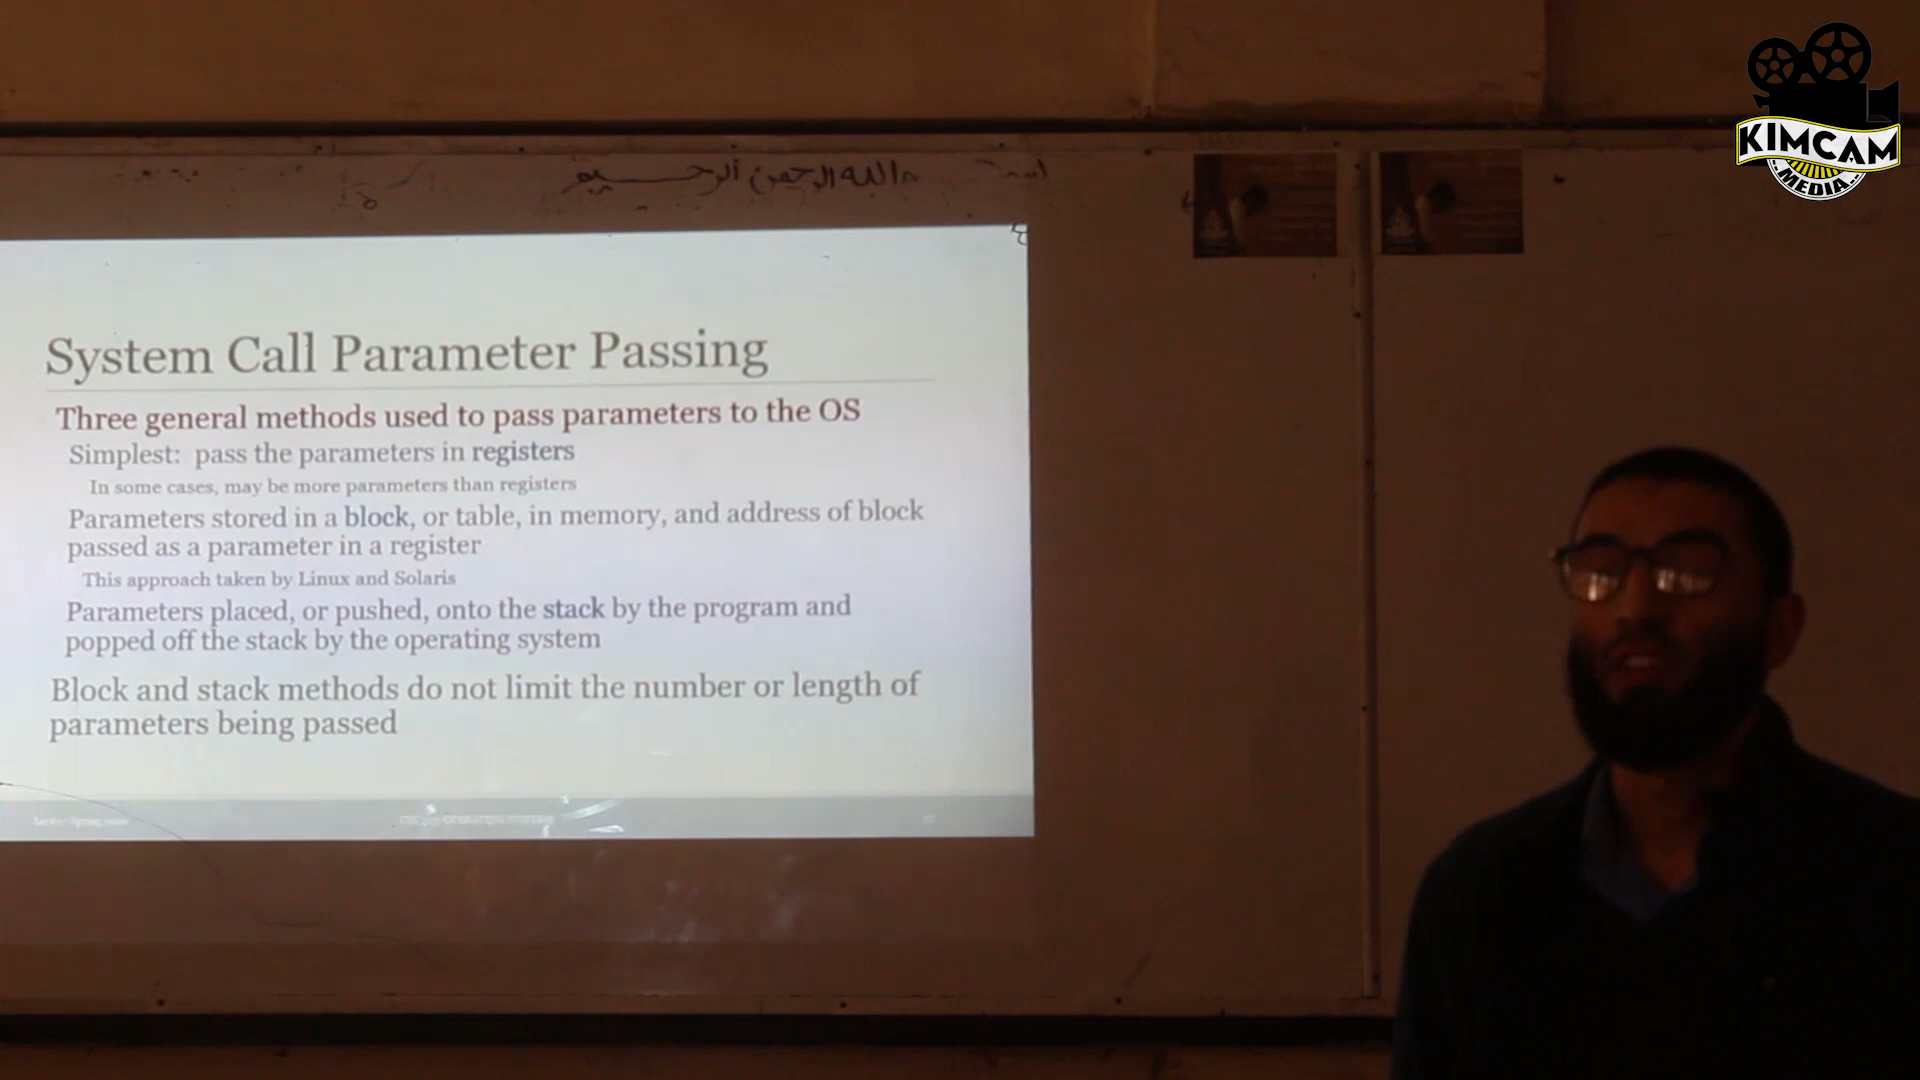 KIMCAM
MEDIA
الله الرحمن الرحيم
System Call Parameter Passing
Three general methods used to pass parameters to the OS
Simplest: pass the parameters in registers
In some cases, may be more parameters than registers
Parameters stored in a block, or table, in memory, and address of block
passed as a parameter in a register
This approach taken by Linux and Solaris
Parameters placed, or pushed, onto the stack by the program and
popped off the stack by the operating system
Block and stack methods do not limit the number or length of
parameters being passed